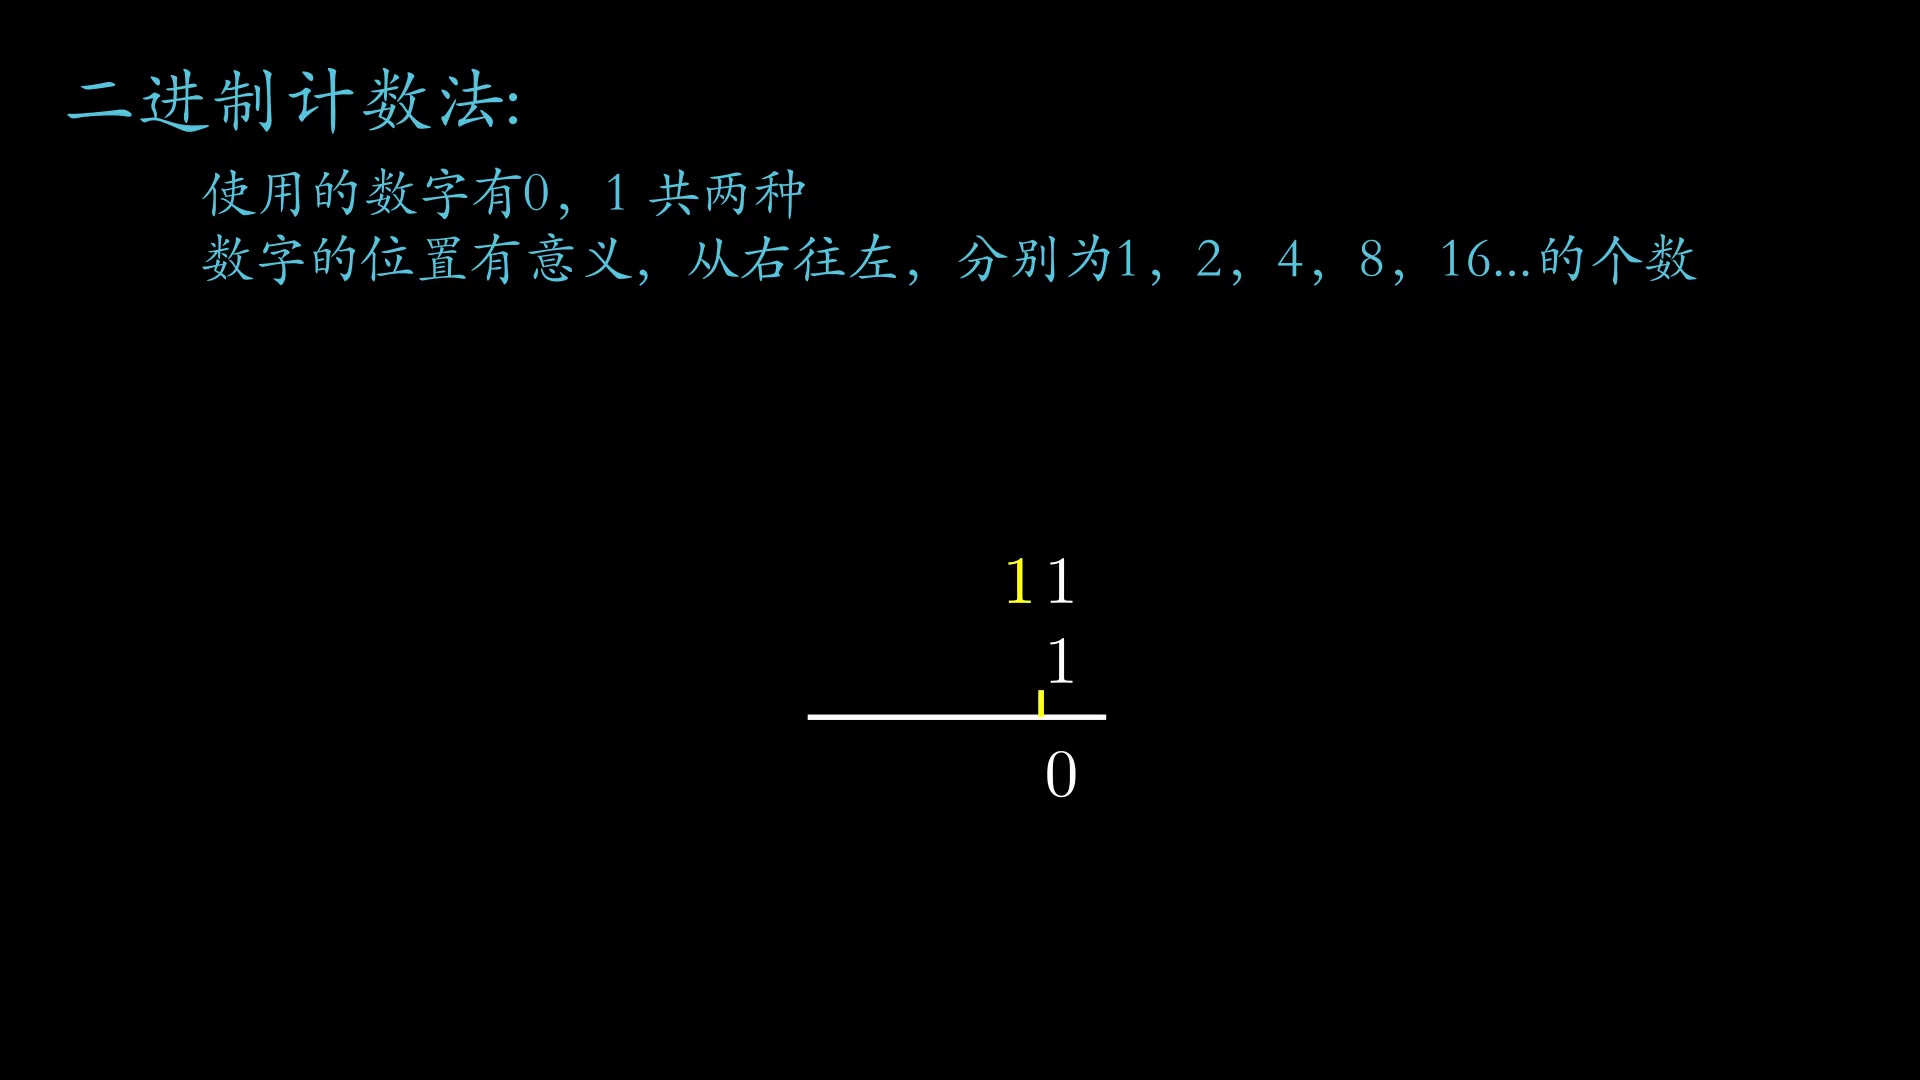 二进制计数法:
使用的数字有0，1 共两种
数字的位置有意义，从右往左，分别为1，2，4，8，16...的个数
11
1
0